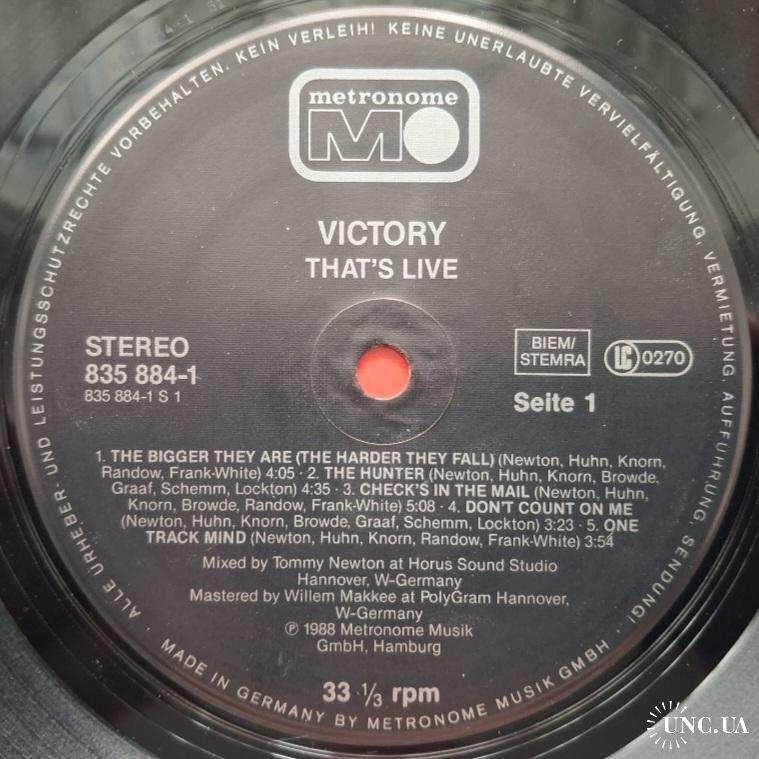 ALLE URHEBER- UND LEISTUNGSSCHUTZRECHTE VORBEHALTEN. KEIN VERLEIH! KEINE UNERLAUBTE VERVIELFÄLTIGUNG, VERMIETUNG, AUFFÜHRUNG, SENDUNG!
metronome
MO
VICTORY
THAT'S LIVE
STEREO
835 884-1
835 884-1 S 1
BIEM/
STEMRA
LC 0270
Seite 1
1. THE BIGGER THEY ARE (THE HARDER THEY FALL) (Newton, Huhn, Knorn,
Randow, Frank-White) 4:05 · 2. THE HUNTER (Newton, Huhn, Knorn, Browde,
Graaf, Schemm, Lockton) 4:35 · 3. CHECK'S IN THE MAIL (Newton, Huhn,
Knorn, Browde, Randow, Frank-White) 5:08 · 4. DON'T COUNT ON ME
(Newton, Huhn, Knorn, Browde, Graaf, Schemm, Lockton) 3:23 · 5. ONE
TRACK MIND (Newton, Huhn, Knorn, Randow, Frank-White) 3:54
Mixed by Tommy Newton at Horus Sound Studio
Hannover, W-Germany
Mastered by Willem Makkee at PolyGram Hannover,
W-Germany
℗ 1988 Metronome Musik
GmbH, Hamburg
33 1/3 rpm
MADE IN GERMANY BY METRONOME MUSIK GMBH
UNC.UA